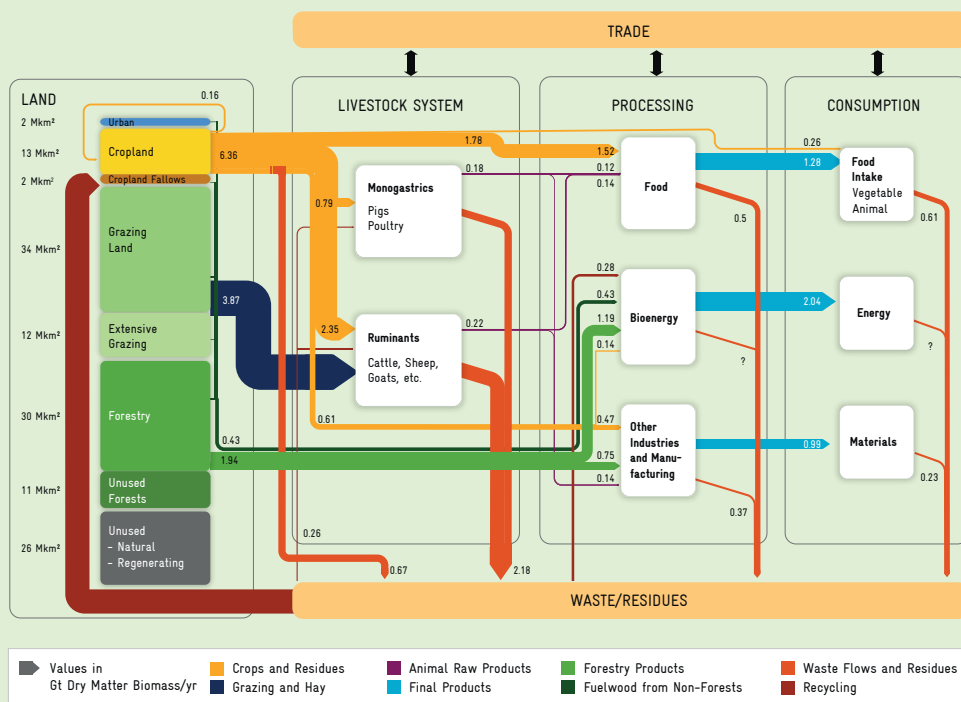 TRADE
LAND
LIVESTOCK SYSTEM
PROCESSING
CONSUMPTION
0.16
2 Mkm²
Urban
13 Mkm²
Cropland
6.36
2 Mkm²
Cropland Fallows
34 Mkm²
Grazing
Land
3.87
12 Mkm²
Extensive
Grazing
30 Mkm²
Forestry
0.43
1.94
11 Mkm²
Unused
Forests
26 Mkm²
Unused
- Natural
- Regenerating
1.78
0.79
Monogastrics
Pigs
Poultry
0.18
2.35
Ruminants
Cattle, Sheep,
Goats, etc.
0.22
0.61
0.26
0.67
2.18
1.52
0.12
0.14
Food
0.5
0.28
0.43
1.19
0.14
Bioenergy
?
0.47
0.75
0.14
Other
Industries
and Manu-
facturing
0.37
0.26
1.28
Food
Intake
Vegetable
Animal
0.61
2.04
Energy
?
0.99
Materials
0.23
WASTE/RESIDUES
Values in
Gt Dry Matter Biomass/yr
Crops and Residues
Grazing and Hay
Animal Raw Products
Final Products
Forestry Products
Fuelwood from Non-Forests
Waste Flows and Residues
Recycling